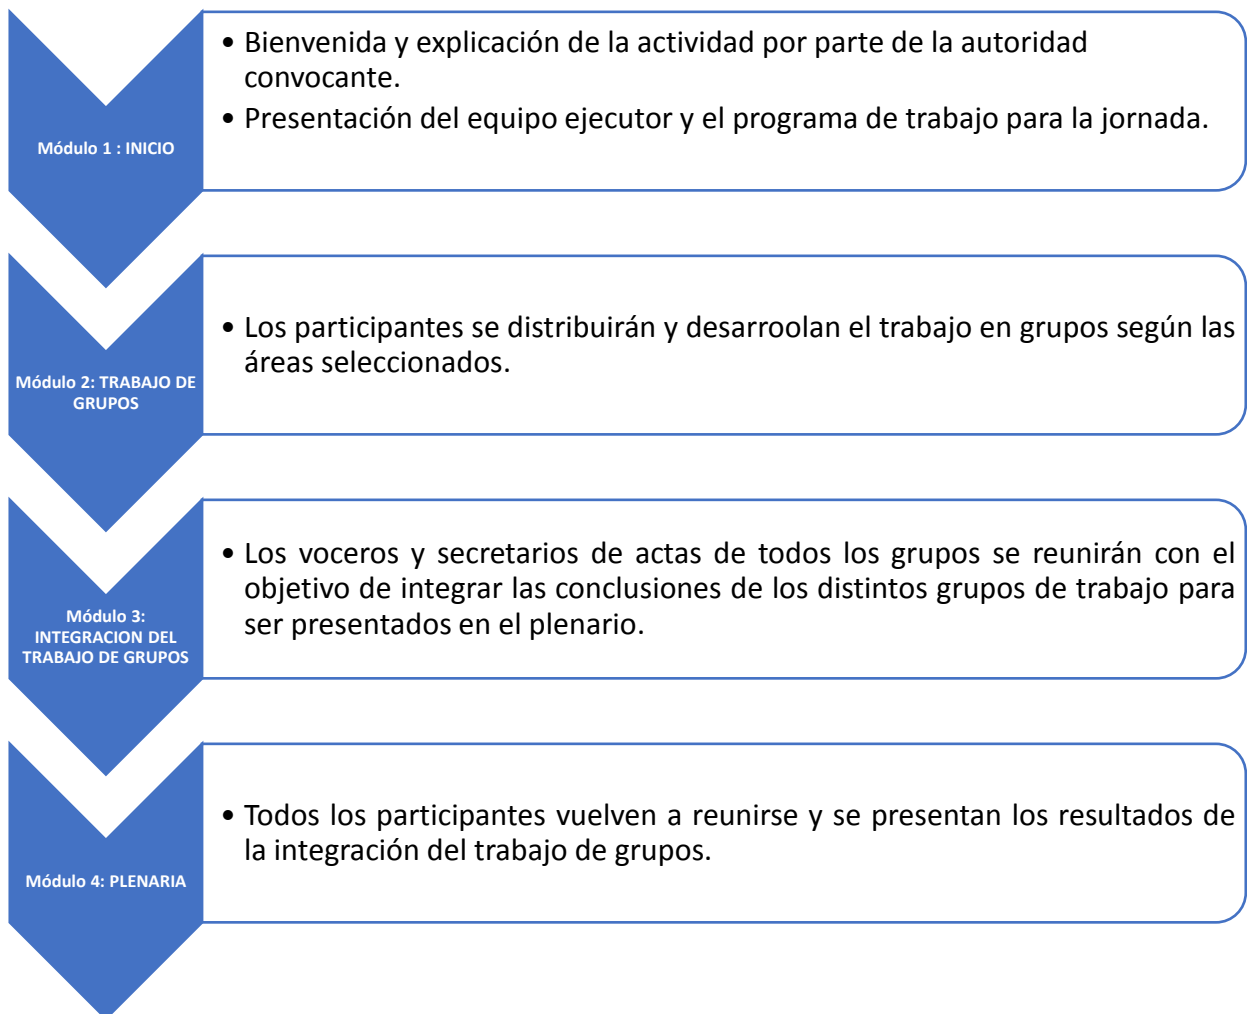 • Bienvenida y explicación de la actividad por parte de la autoridad
convocante.
• Presentación del equipo ejecutor y el programa de trabajo para la jornada.
Módulo 1 : INICIO
• Los participantes se distribuirán y desarroolan el trabajo en grupos según las
áreas seleccionados.
Módulo 2: TRABAJO DE
GRUPOS
• Los voceros y secretarios de actas de todos los grupos se reunirán con el
objetivo de integrar las conclusiones de los distintos grupos de trabajo para
ser presentados en el plenario.
Módulo 3:
INTEGRACION DEL
TRABAJO DE GRUPOS
• Todos los participantes vuelven a reunirse y se presentan los resultados de
la integración del trabajo de grupos.
Módulo 4: PLENARIA